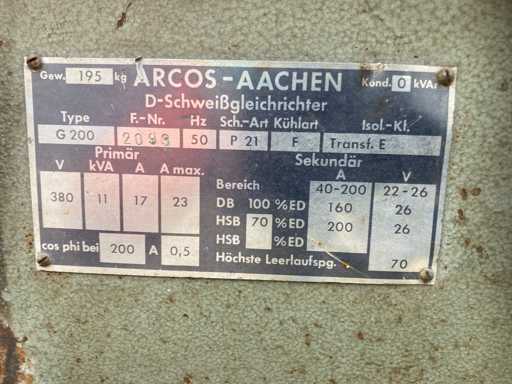 Gew. 195 kg ARCOS-AACHEN Kond. 0 kVAr
D-Schweißgleichrichter
Type F.-Nr. Hz Sch.-Art Kühlart Isol.-Kl.
G 200 2093 50 P 21 F Transf. E
Primär Sekundär
V kVA A A max. A V
380 11 17 23
Bereich 40-200 22-26
DB 100 %ED 160 26
HSB 70 %ED 200 26
HSB %ED
cos phi bei 200 A 0,5
Höchste Leerlaufspg. 70